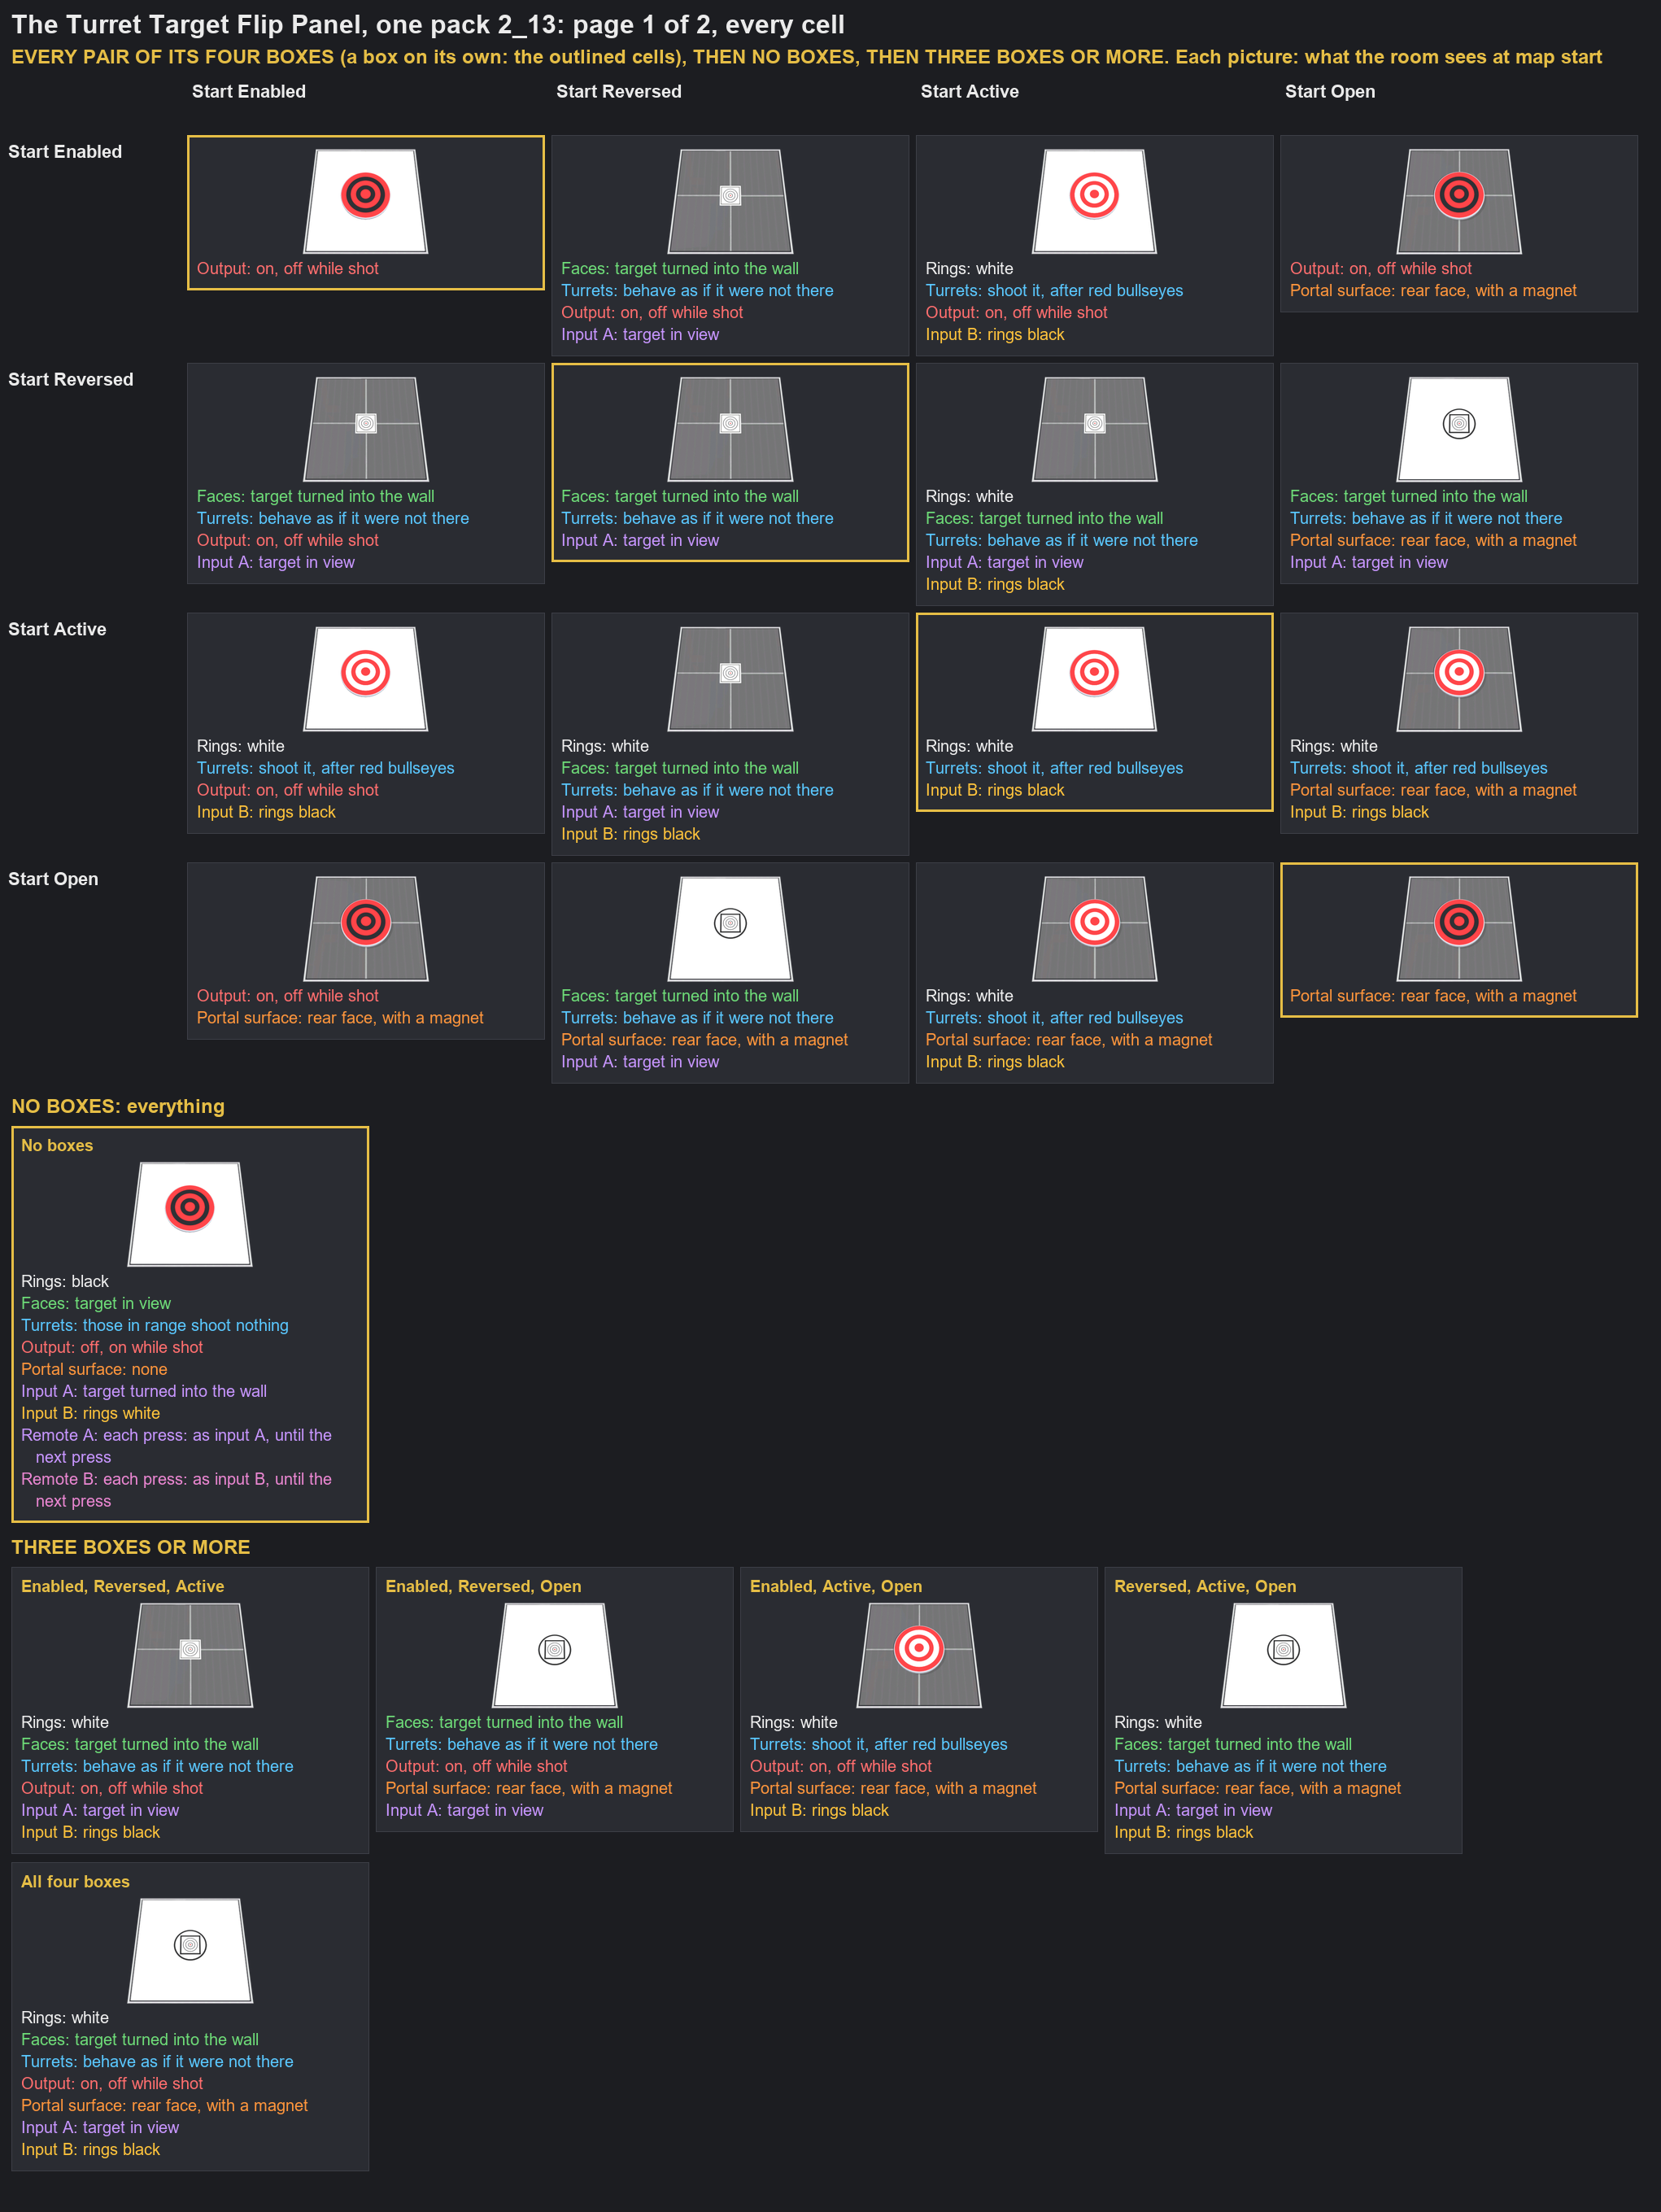 The Turret Target Flip Panel, one pack 2_13: page 1 of 2, every cell
EVERY PAIR OF ITS FOUR BOXES (a box on its own: the outlined cells), THEN NO BOXES, THEN THREE BOXES OR MORE. Each picture: what the room sees at map start
Start Enabled
Start Reversed
Start Active
Start Open
Start Enabled
Output: on, off while shot
Faces: target turned into the wall
Turrets: behave as if it were not there
Output: on, off while shot
Input A: target in view
Rings: white
Turrets: shoot it, after red bullseyes
Output: on, off while shot
Input B: rings black
Output: on, off while shot
Portal surface: rear face, with a magnet
Start Reversed
Faces: target turned into the wall
Turrets: behave as if it were not there
Output: on, off while shot
Input A: target in view
Faces: target turned into the wall
Turrets: behave as if it were not there
Input A: target in view
Rings: white
Faces: target turned into the wall
Turrets: behave as if it were not there
Input A: target in view
Input B: rings black
Faces: target turned into the wall
Turrets: behave as if it were not there
Portal surface: rear face, with a magnet
Input A: target in view
Start Active
Rings: white
Turrets: shoot it, after red bullseyes
Output: on, off while shot
Input B: rings black
Rings: white
Faces: target turned into the wall
Turrets: behave as if it were not there
Input A: target in view
Input B: rings black
Rings: white
Turrets: shoot it, after red bullseyes
Input B: rings black
Rings: white
Turrets: shoot it, after red bullseyes
Portal surface: rear face, with a magnet
Input B: rings black
Start Open
Output: on, off while shot
Portal surface: rear face, with a magnet
Faces: target turned into the wall
Turrets: behave as if it were not there
Portal surface: rear face, with a magnet
Input A: target in view
Rings: white
Turrets: shoot it, after red bullseyes
Portal surface: rear face, with a magnet
Input B: rings black
Portal surface: rear face, with a magnet
NO BOXES: everything
No boxes
Rings: black
Faces: target in view
Turrets: those in range shoot nothing
Output: off, on while shot
Portal surface: none
Input A: target turned into the wall
Input B: rings white
Remote A: each press: as input A, until the
next press
Remote B: each press: as input B, until the
next press
THREE BOXES OR MORE
Enabled, Reversed, Active
Rings: white
Faces: target turned into the wall
Turrets: behave as if it were not there
Output: on, off while shot
Input A: target in view
Input B: rings black
Enabled, Reversed, Open
Faces: target turned into the wall
Turrets: behave as if it were not there
Output: on, off while shot
Portal surface: rear face, with a magnet
Input A: target in view
Enabled, Active, Open
Rings: white
Turrets: shoot it, after red bullseyes
Output: on, off while shot
Portal surface: rear face, with a magnet
Input B: rings black
Reversed, Active, Open
Rings: white
Faces: target turned into the wall
Turrets: behave as if it were not there
Portal surface: rear face, with a magnet
Input A: target in view
Input B: rings black
All four boxes
Rings: white
Faces: target turned into the wall
Turrets: behave as if it were not there
Output: on, off while shot
Portal surface: rear face, with a magnet
Input A: target in view
Input B: rings black